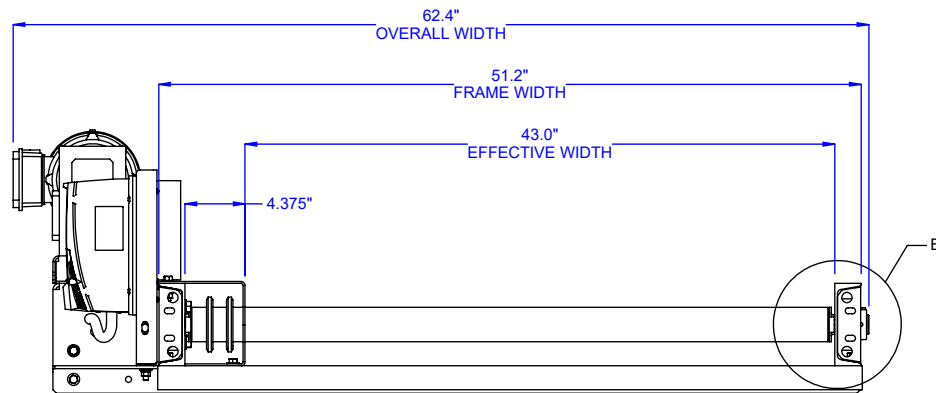 62.4"
OVERALL WIDTH
51.2"
FRAME WIDTH
43.0"
EFFECTIVE WIDTH
4.375"